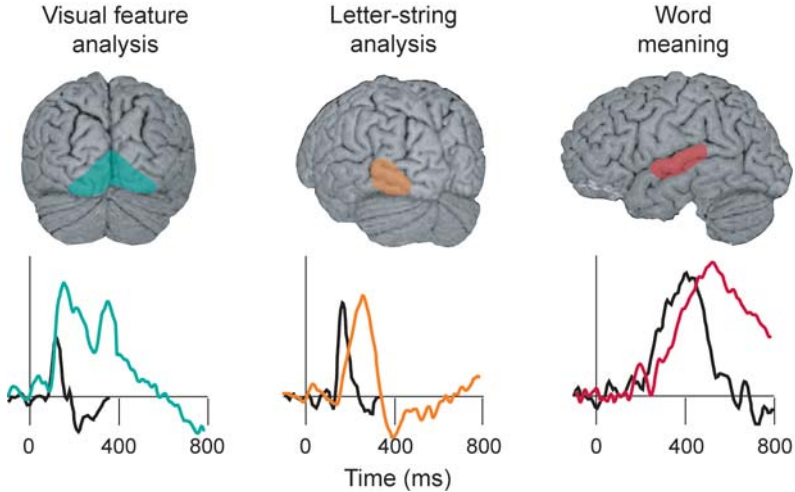 Visual feature
analysis
Letter-string
analysis
Word
meaning
0 400 800
0 400 800
0 400 800
Time (ms)